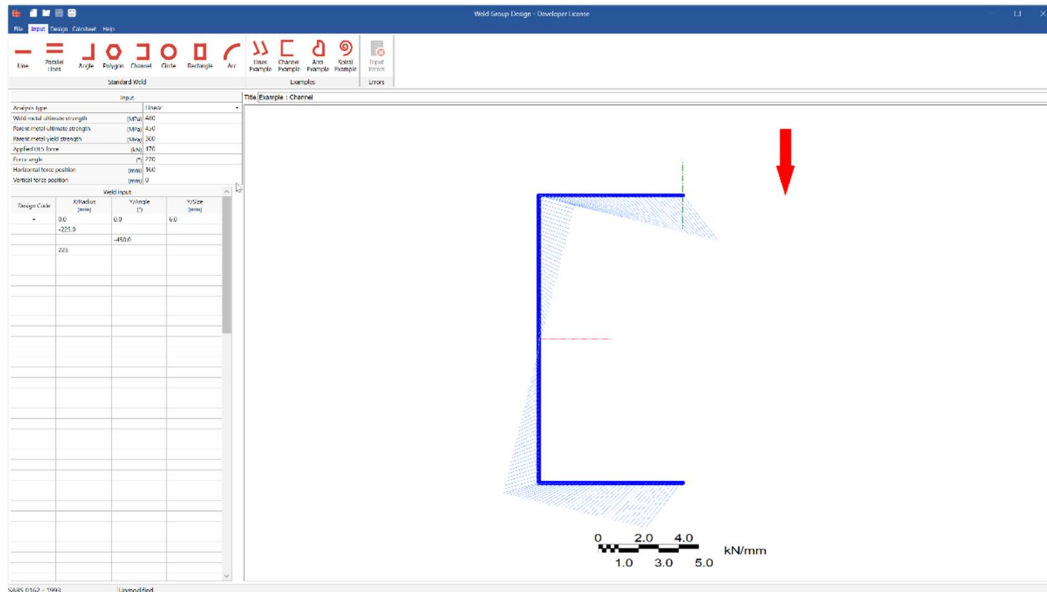 Weld Group Design - Developer License
File Input Design Calcsheet Help
Line Parallel Lines Angle Polygon Channel Circle Rectangle Arc Lines Example Channel Example Area Example Spiral Example Input Errors
Standard Weld Examples Errors
Input
Title Example : Channel
Analysis type Linear
Weld metal ultimate strength (MPa) 480
Parent metal ultimate strength (MPa) 450
Parent metal yield strength (MPa) 300
Applied ULS force (kN) 170
Force angle (°) 270
Horizontal force position (mm) 160
Vertical force position (mm) 0
Weld Input
Design Code X/Radius (mm) Y/Angle (°) Y/Size (mm)
+ 0.0 0.0 6.0
-225.0
-450.0
225
0 2.0 4.0
kN/mm
1.0 3.0 5.0
SABS 0162 - 1993 Unmodified